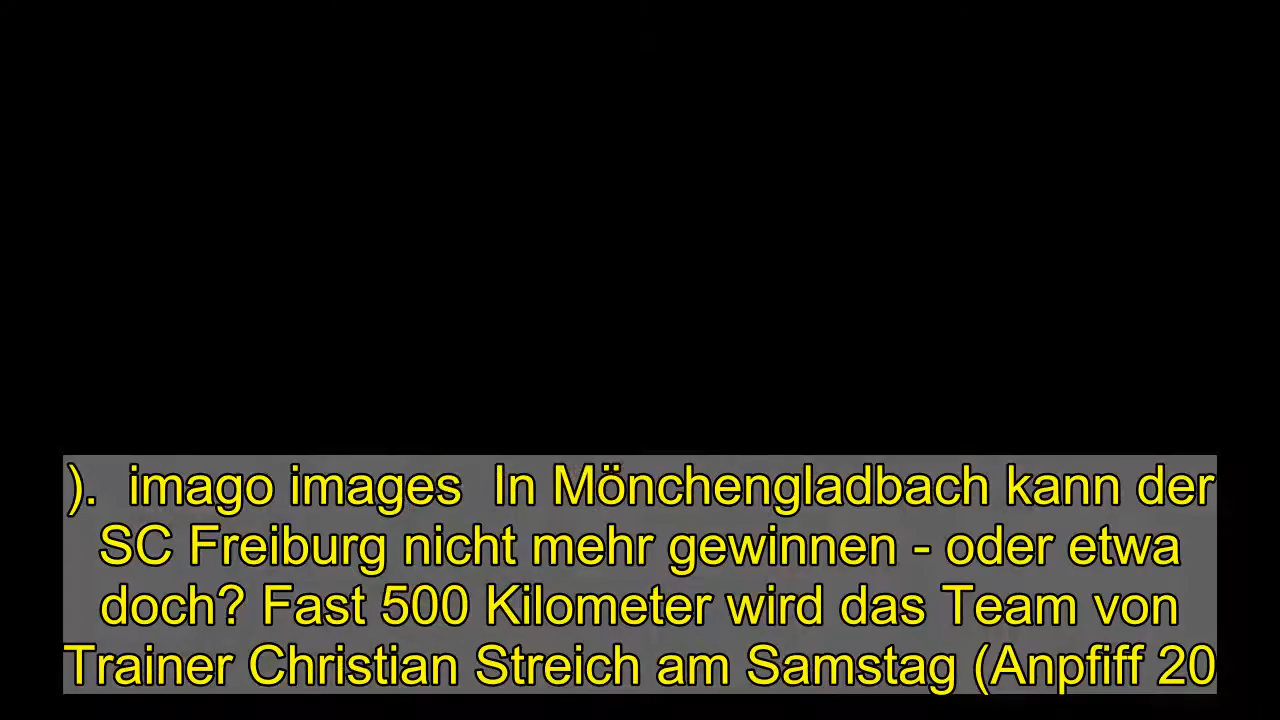 ).  imago images  In Mönchengladbach kann der
SC Freiburg nicht mehr gewinnen - oder etwa
doch? Fast 500 Kilometer wird das Team von
Trainer Christian Streich am Samstag (Anpfiff 20